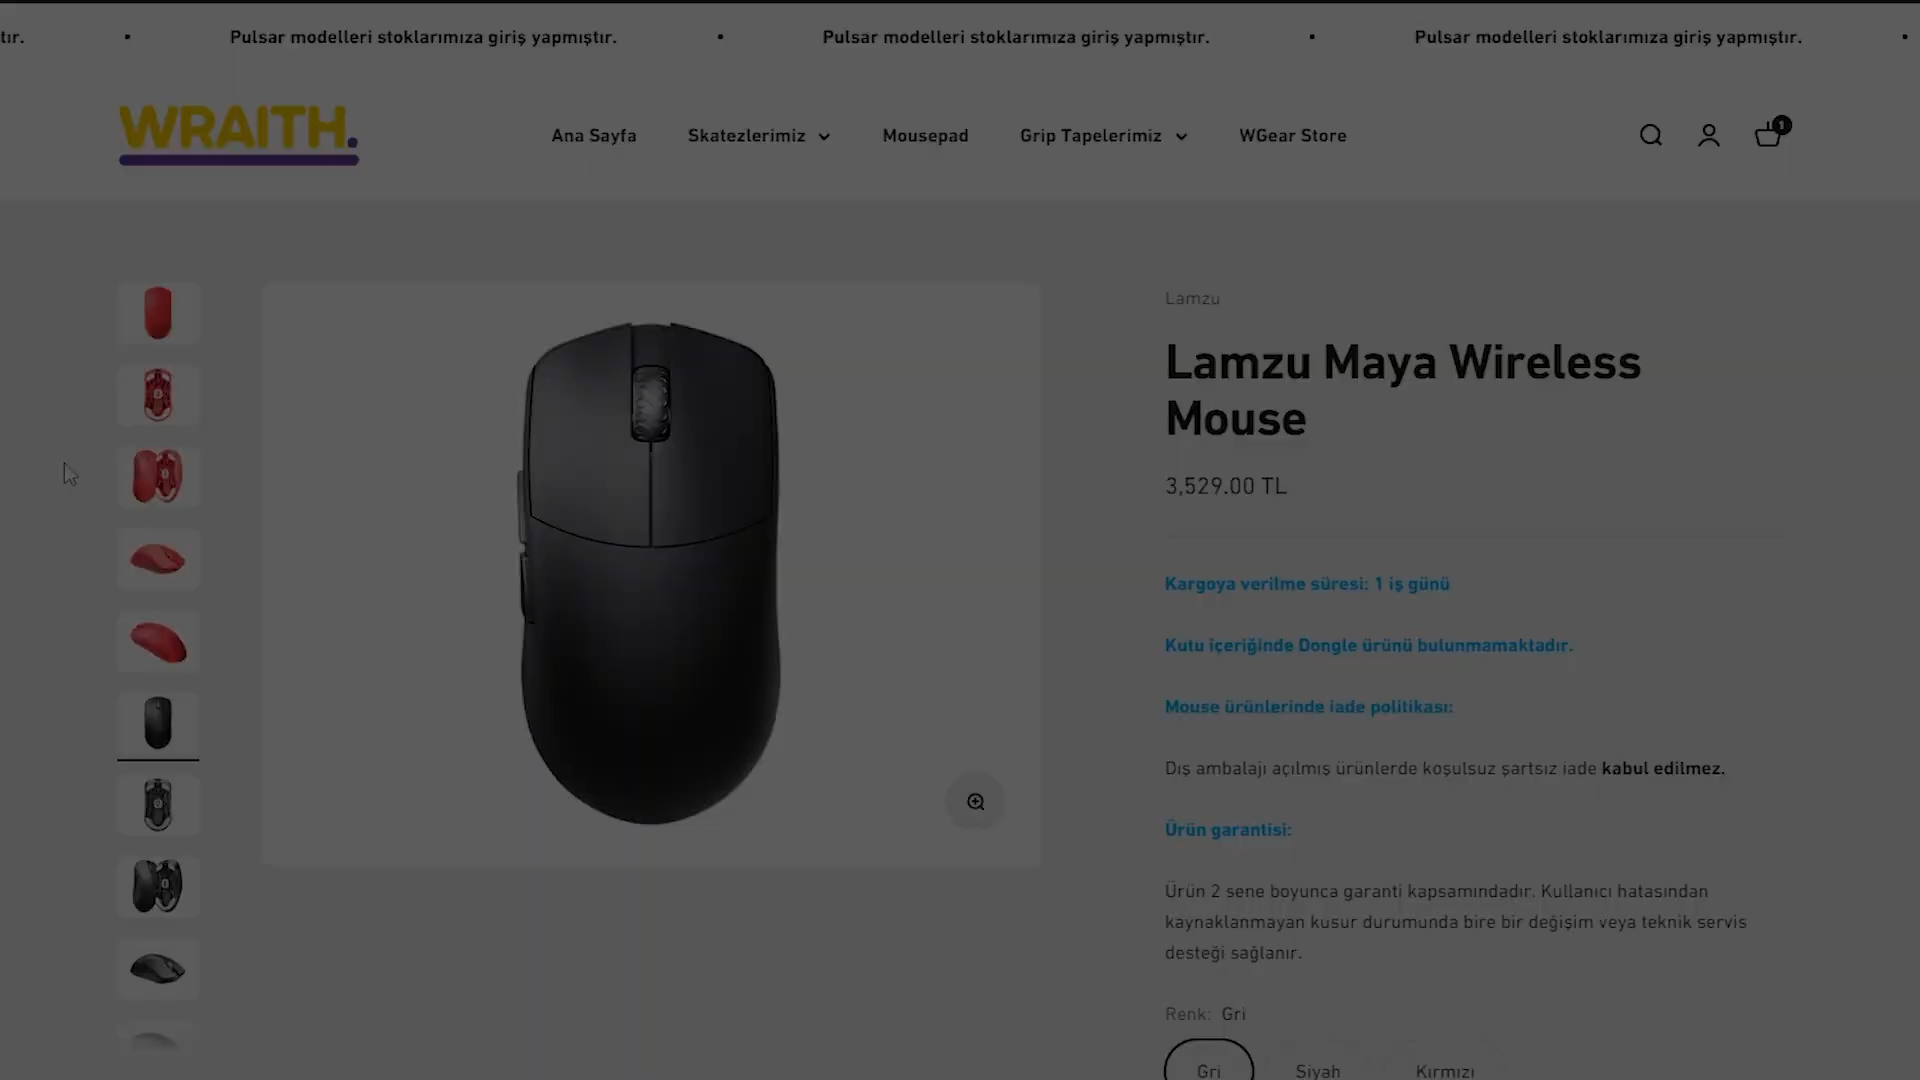 tır. • Pulsar modelleri stoklarımıza giriş yapmıştır. • Pulsar modelleri stoklarımıza giriş yapmıştır. • Pulsar modelleri stoklarımıza giriş yapmıştır. •
WRAITH.
Ana Sayfa Skatezlerimiz Mousepad Grip Tapelerimiz WGear Store 1
Lamzu
Lamzu Maya Wireless
Mouse
3,529.00 TL
Kargoya verilme süresi: 1 iş günü
Kutu içeriğinde Dongle ürünü bulunmamaktadır.
Mouse ürünlerinde iade politikası:
Dış ambalajı açılmış ürünlerde koşulsuz şartsız iade kabul edilmez.
Ürün garantisi:
Ürün 2 sene boyunca garanti kapsamındadır. Kullanıcı hatasından
kaynaklanmayan kusur durumunda bire bir değişim veya teknik servis
desteği sağlanır.
Renk: Gri
Gri Siyah Kırmızı